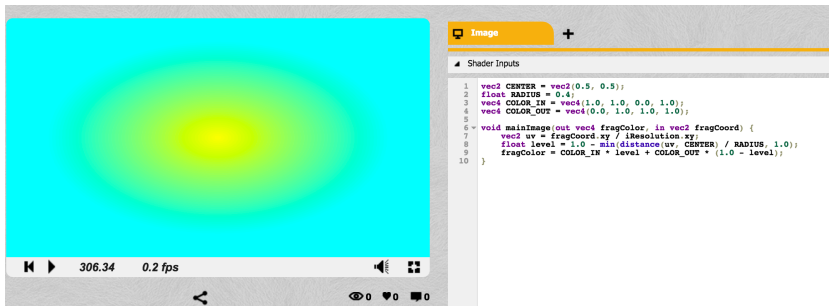 Image
Shader Inputs
1 vec2 CENTER = vec2(0.5, 0.5);
2 float RADIUS = 0.4;
3 vec4 COLOR_IN = vec4(1.0, 1.0, 0.0, 1.0);
4 vec4 COLOR_OUT = vec4(0.0, 1.0, 1.0, 1.0);
5
6 void mainImage(out vec4 fragColor, in vec2 fragCoord) {
7 vec2 uv = fragCoord.xy / iResolution.xy;
8 float level = 1.0 - min(distance(uv, CENTER) / RADIUS, 1.0);
9 fragColor = COLOR_IN * level + COLOR_OUT * (1.0 - level);
10 }
306.34 0.2 fps
0 0 0